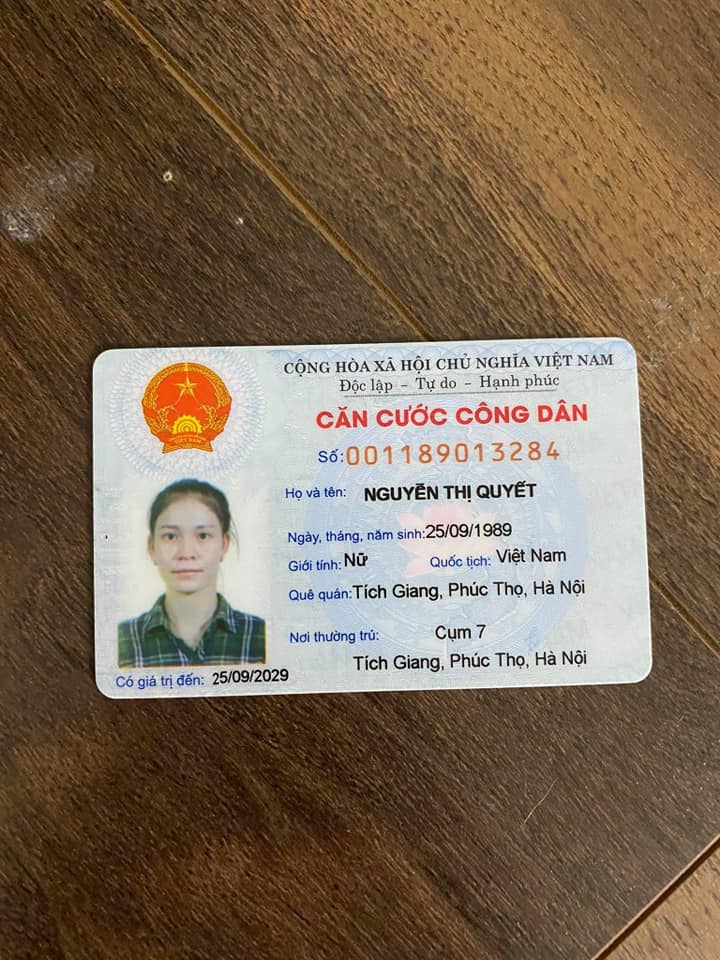 CỘNG HÒA XÃ HỘI CHỦ NGHĨA VIỆT NAM
Độc lập - Tự do - Hạnh phúc
CĂN CƯỚC CÔNG DÂN
Số: 001189013284
Họ và tên: NGUYỄN THỊ QUYẾT
Ngày, tháng, năm sinh: 25/09/1989
Giới tính: Nữ Quốc tịch: Việt Nam
Quê quán: Tích Giang, Phúc Thọ, Hà Nội
Nơi thường trú: Cụm 7
Tích Giang, Phúc Thọ, Hà Nội
Có giá trị đến: 25/09/2029